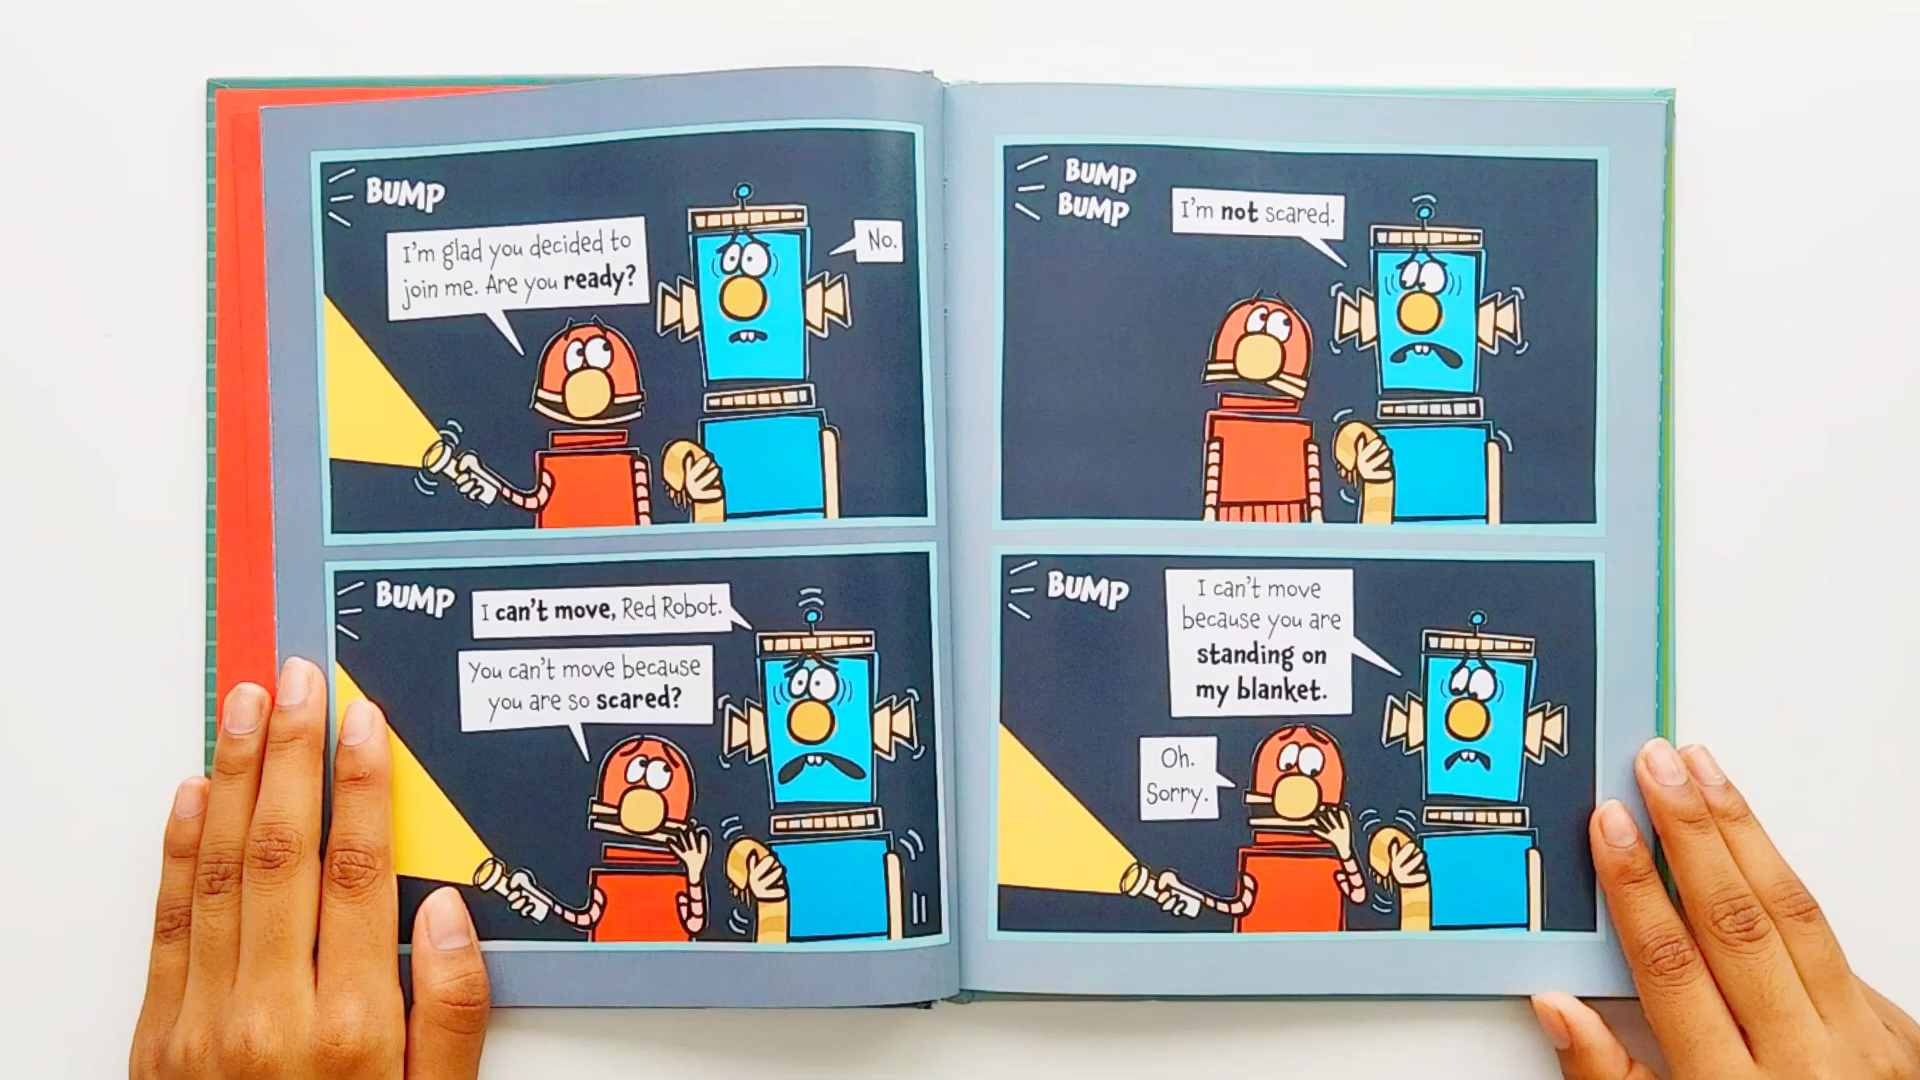 BUMP
I'm glad you decided to
join me. Are you ready?
No.
BUMP
I can't move, Red Robot.
You can't move because
you are so scared?
BUMP
BUMP
I'm not scared.
BUMP
I can't move
because you are
standing on
my blanket.
Oh.
Sorry.